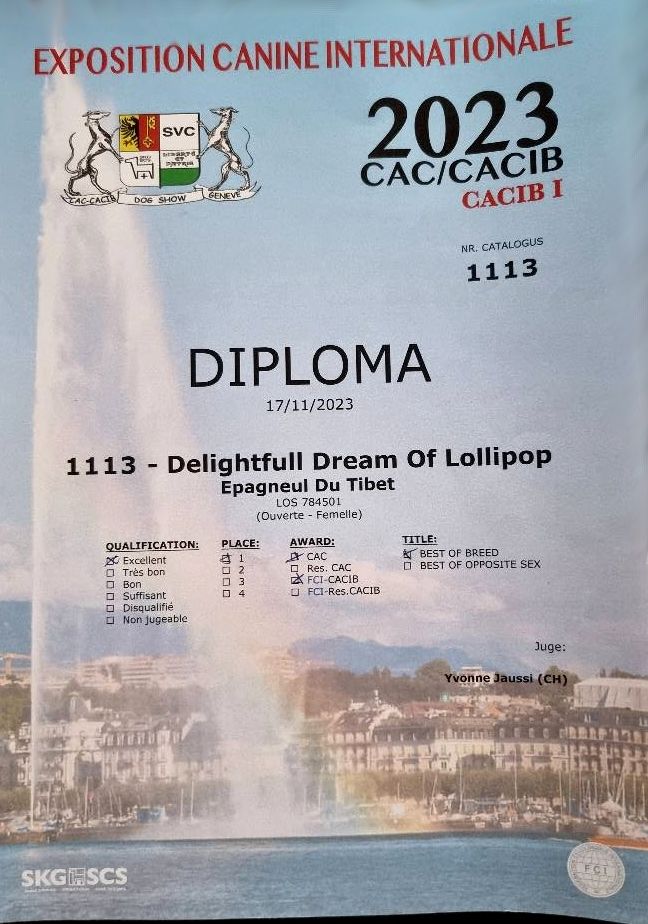 EXPOSITION CANINE INTERNATIONALE
SVC
LIBERTÉ
ET
PATRIE
CAC-CACIB DOG SHOW GENEVE
2023
CAC/CACIB
CACIB I
NR. CATALOGUS
1113
DIPLOMA
17/11/2023
1113 - Delightfull Dream Of Lollipop
Epagneul Du Tibet
LOS 784501
(Ouverte - Femelle)
QUALIFICATION:
Excellent
Très bon
Bon
Suffisant
Disqualifié
Non jugeable
PLACE:
1
2
3
4
AWARD:
CAC
Res. CAC
FCI-CACIB
FCI-Res.CACIB
TITLE:
BEST OF BREED
BEST OF OPPOSITE SEX
Juge:
Yvonne Jaussi (CH)
SKG SCS
FCI